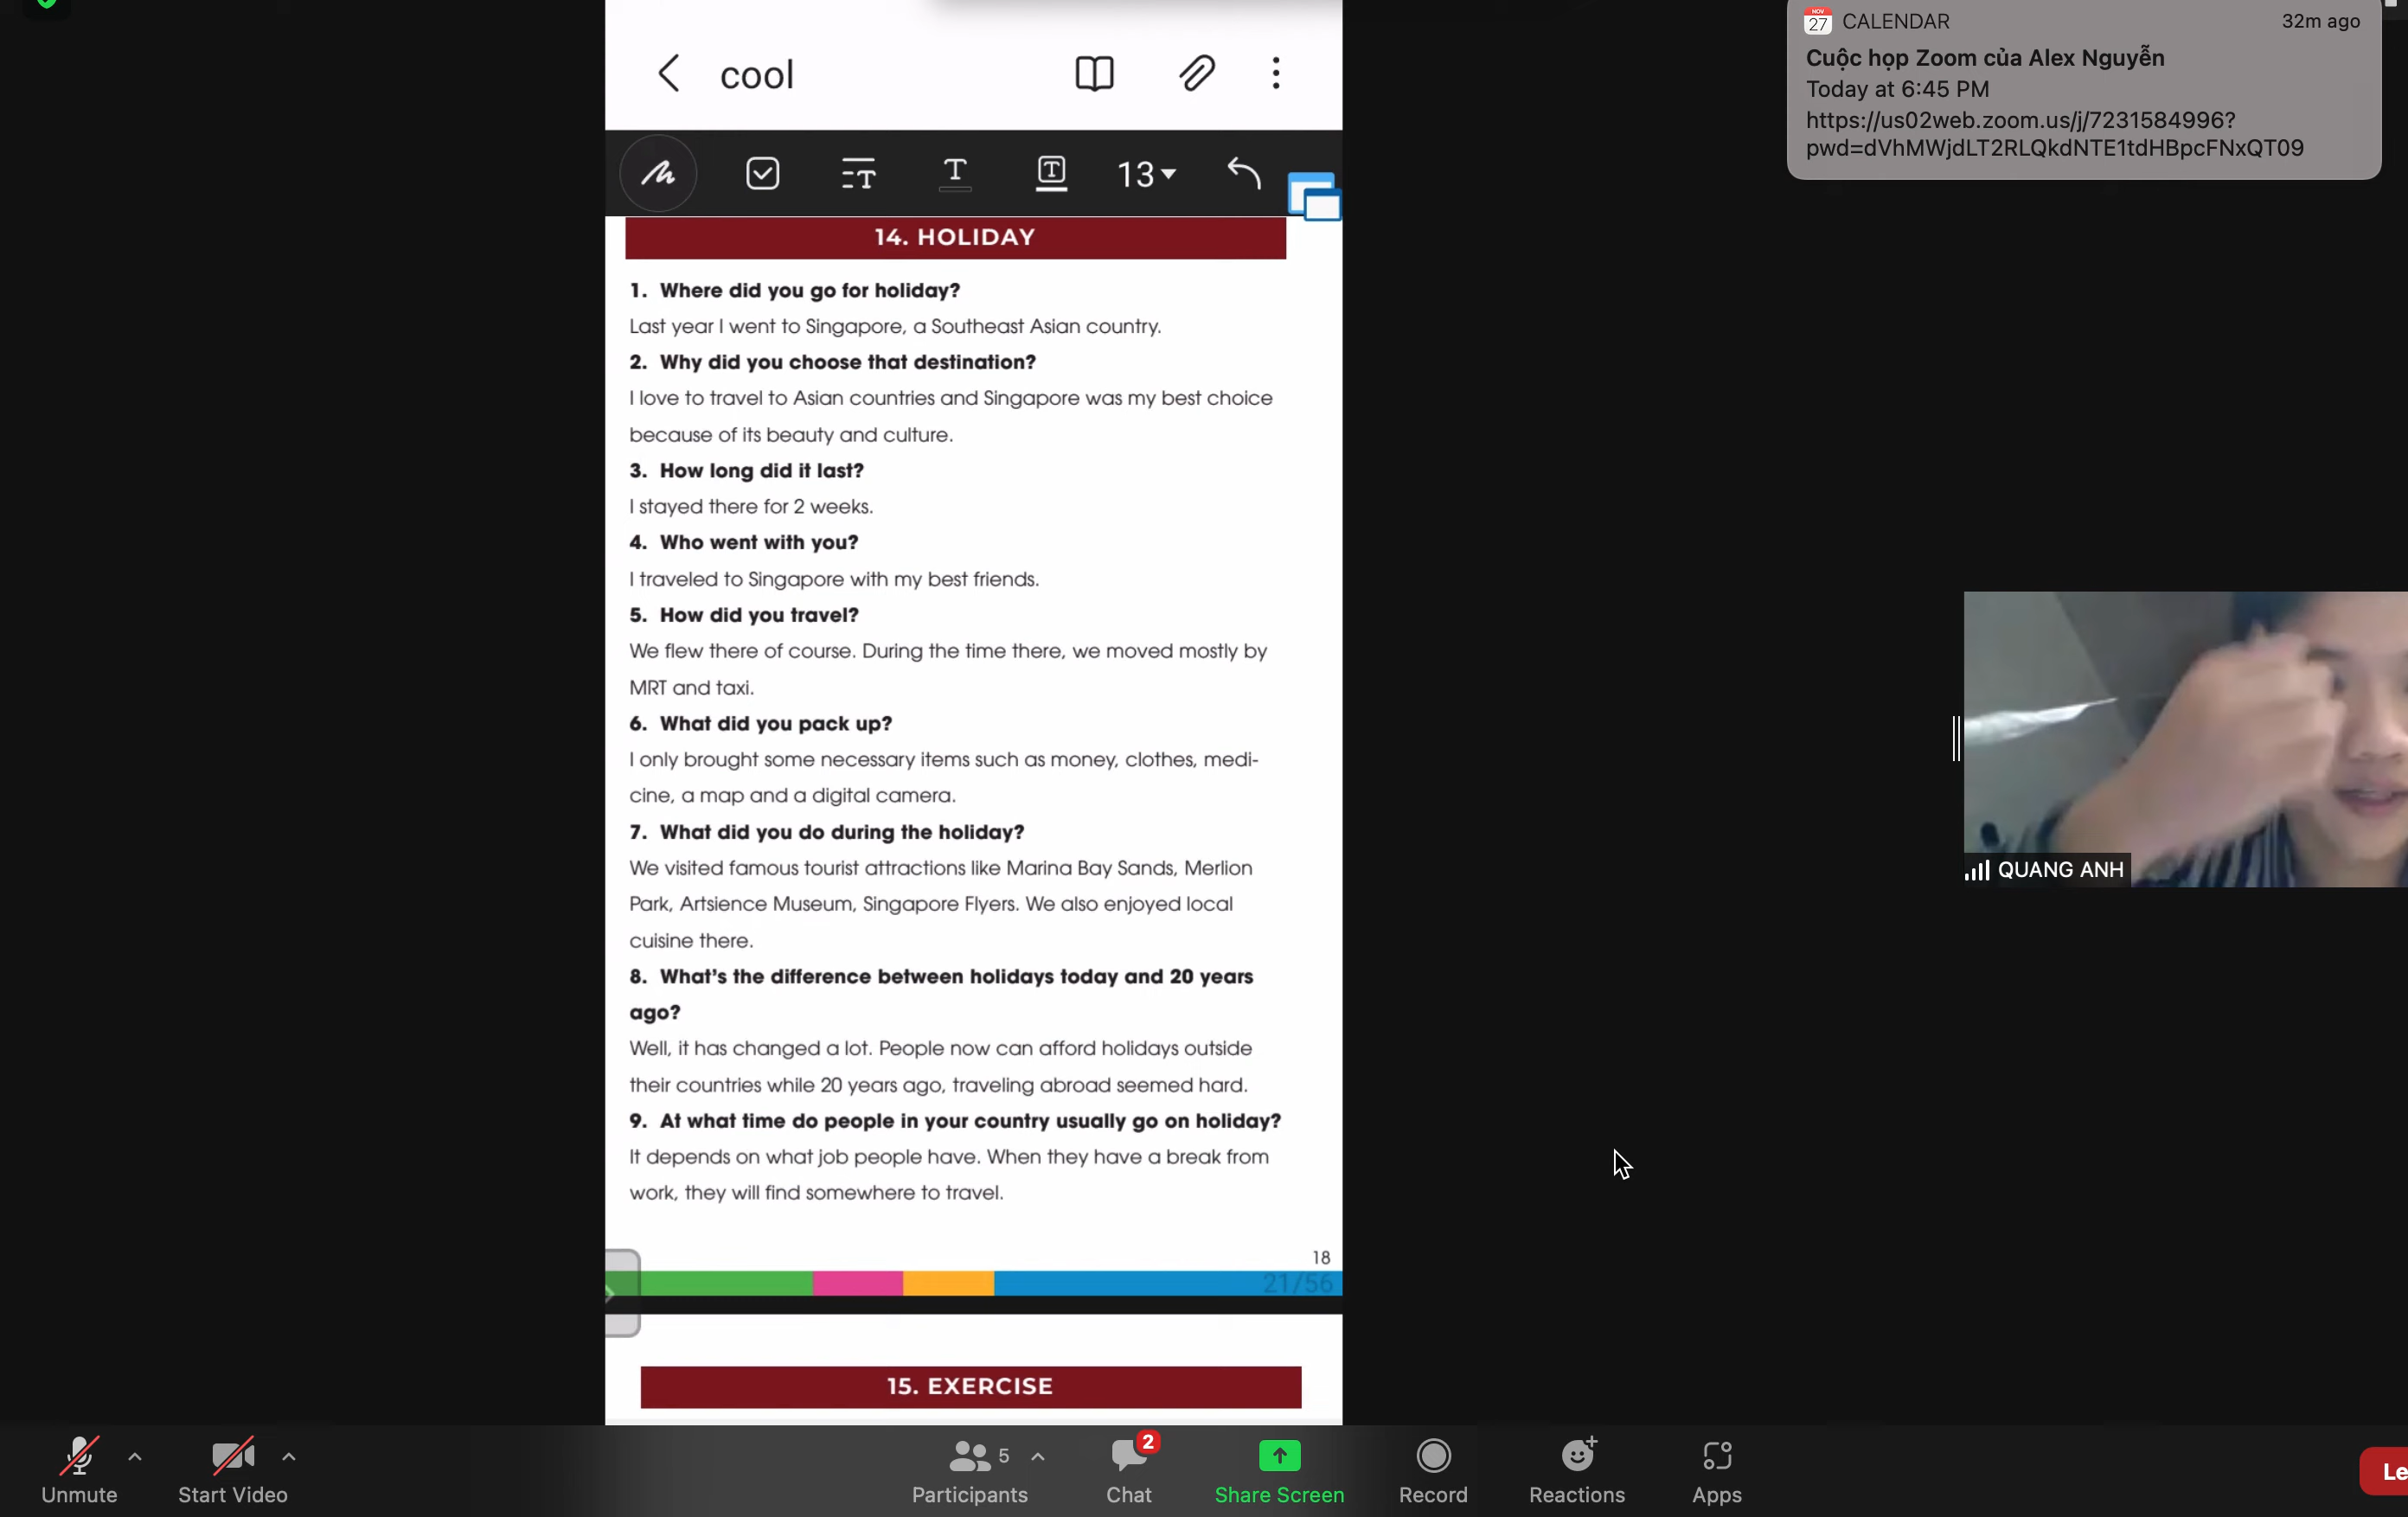 NOV
27
CALENDAR
32m ago
Cuộc họp Zoom của Alex Nguyễn
Today at 6:45 PM
https://us02web.zoom.us/j/7231584996?
pwd=dVhMWjdLT2RLQkdNTE1tdHBpcFNxQT09
cool
13
14. HOLIDAY
1. Where did you go for holiday?
Last year I went to Singapore, a Southeast Asian country.
2. Why did you choose that destination?
I love to travel to Asian countries and Singapore was my best choice
because of its beauty and culture.
3. How long did it last?
I stayed there for 2 weeks.
4. Who went with you?
I traveled to Singapore with my best friends.
5. How did you travel?
We flew there of course. During the time there, we moved mostly by
MRT and taxi.
6. What did you pack up?
I only brought some necessary items such as money, clothes, medi-
cine, a map and a digital camera.
7. What did you do during the holiday?
We visited famous tourist attractions like Marina Bay Sands, Merlion
Park, Artsience Museum, Singapore Flyers. We also enjoyed local
cuisine there.
8. What's the difference between holidays today and 20 years
ago?
Well, it has changed a lot. People now can afford holidays outside
their countries while 20 years ago, traveling abroad seemed hard.
9. At what time do people in your country usually go on holiday?
It depends on what job people have. When they have a break from
work, they will find somewhere to travel.
18
21/56
15. EXERCISE
QUANG ANH
Unmute
Start Video
5
Participants
2
Chat
Share Screen
Record
Reactions
Apps
Le